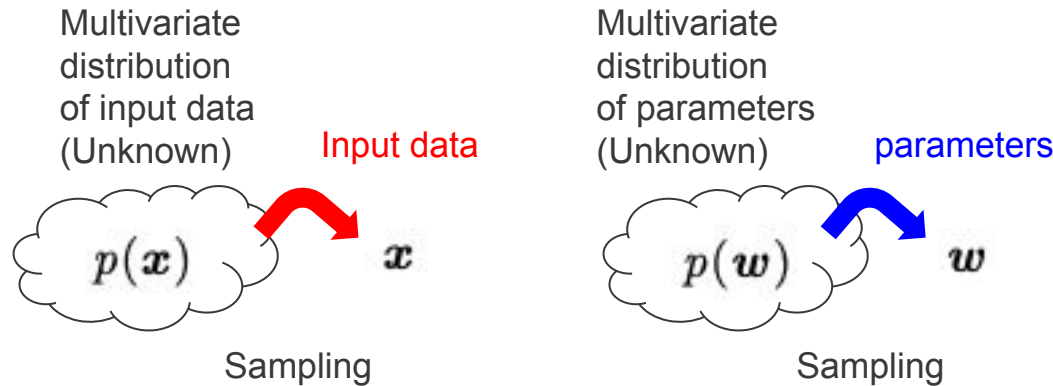 Multivariate
distribution
of input data
(Unknown)
Input data
p(x)
x
Sampling
Multivariate
distribution
of parameters
(Unknown)
parameters
p(w)
w
Sampling